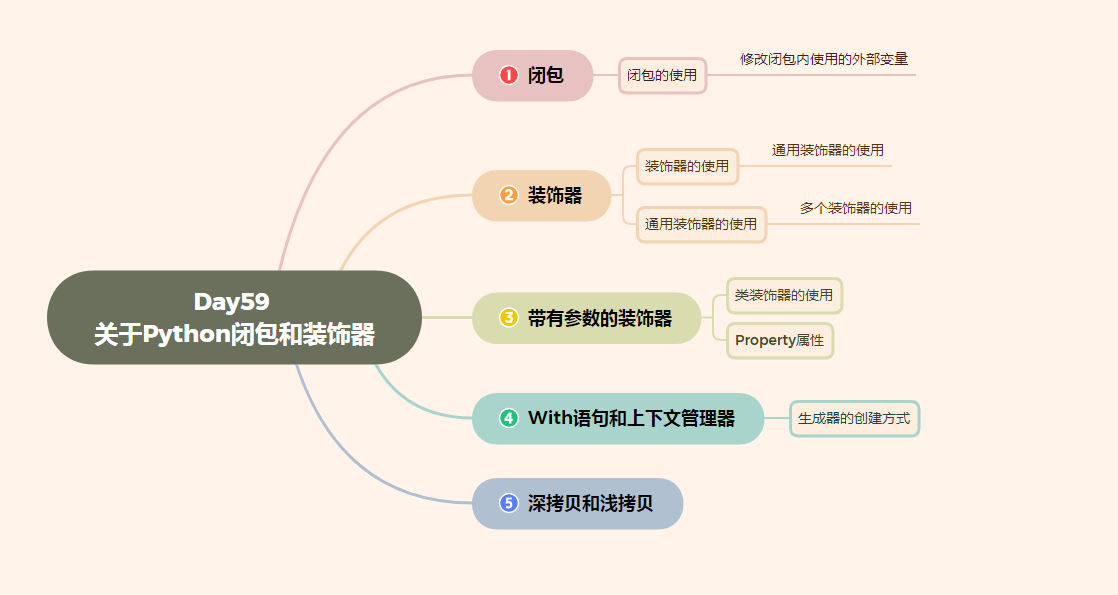 Day59
关于Python闭包和装饰器
1 闭包
闭包的使用
修改闭包内使用的外部变量
2 装饰器
装饰器的使用
通用装饰器的使用
通用装饰器的使用
多个装饰器的使用
3 带有参数的装饰器
类装饰器的使用
Property属性
4 With语句和上下文管理器
生成器的创建方式
5 深拷贝和浅拷贝